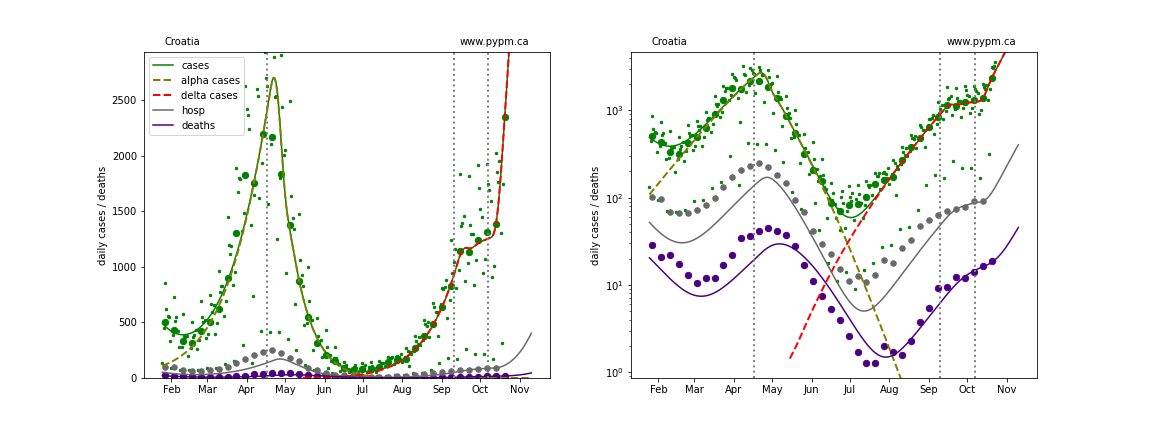 Croatia www.pypm.ca
cases
alpha cases
delta cases
hosp
deaths
daily cases / deaths
2500
2000
1500
1000
500
0
Feb Mar Apr May Jun Jul Aug Sep Oct Nov
Croatia www.pypm.ca
daily cases / deaths
10³
10²
10¹
10⁰
Feb Mar Apr May Jun Jul Aug Sep Oct Nov